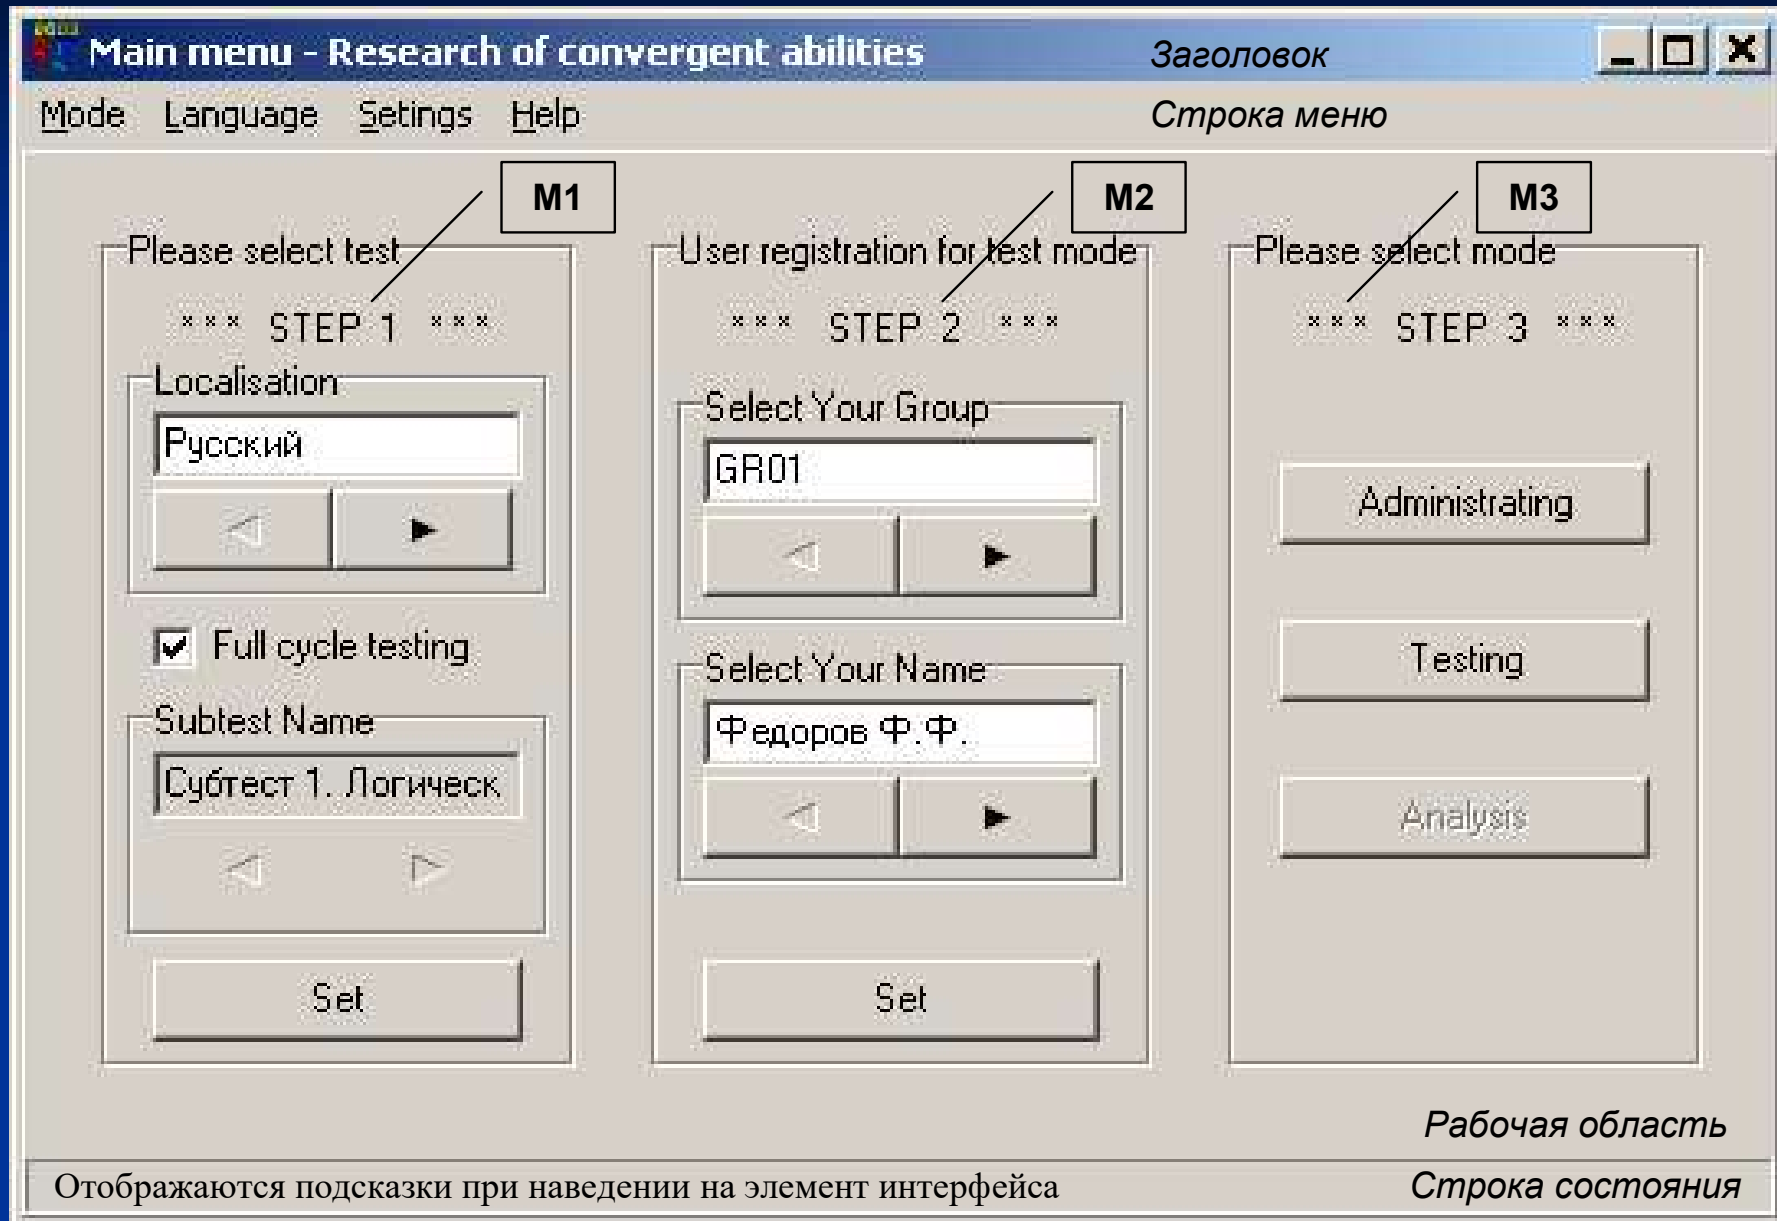 Main menu - Research of convergent abilities
Заголовок
Mode Language Setings Help
Строка меню
M1
M2
M3
Please select test
*** STEP 1 ***
Localisation
Русский
Full cycle testing
Subtest Name
Субтест 1. Логическ
Set
User registration for test mode
*** STEP 2 ***
Select Your Group
GR01
Select Your Name
Федоров Ф.Ф.
Set
Please select mode
*** STEP 3 ***
Administrating
Testing
Analysis
Рабочая область
Отображаются подсказки при наведении на элемент интерфейса
Строка состояния